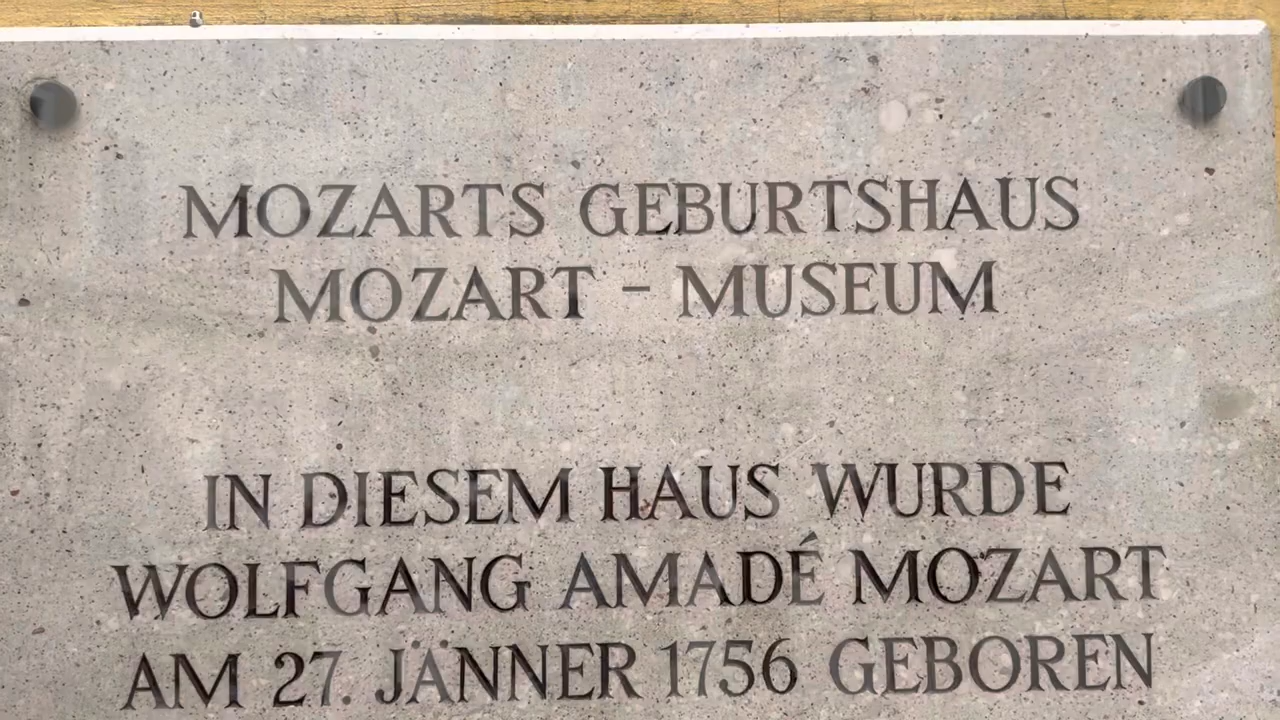 MOZARTS GEBURTSHAUS
MOZART - MUSEUM
IN DIESEM HAUS WURDE
WOLFGANG AMADÉ MOZART
AM 27. JÄNNER 1756 GEBOREN